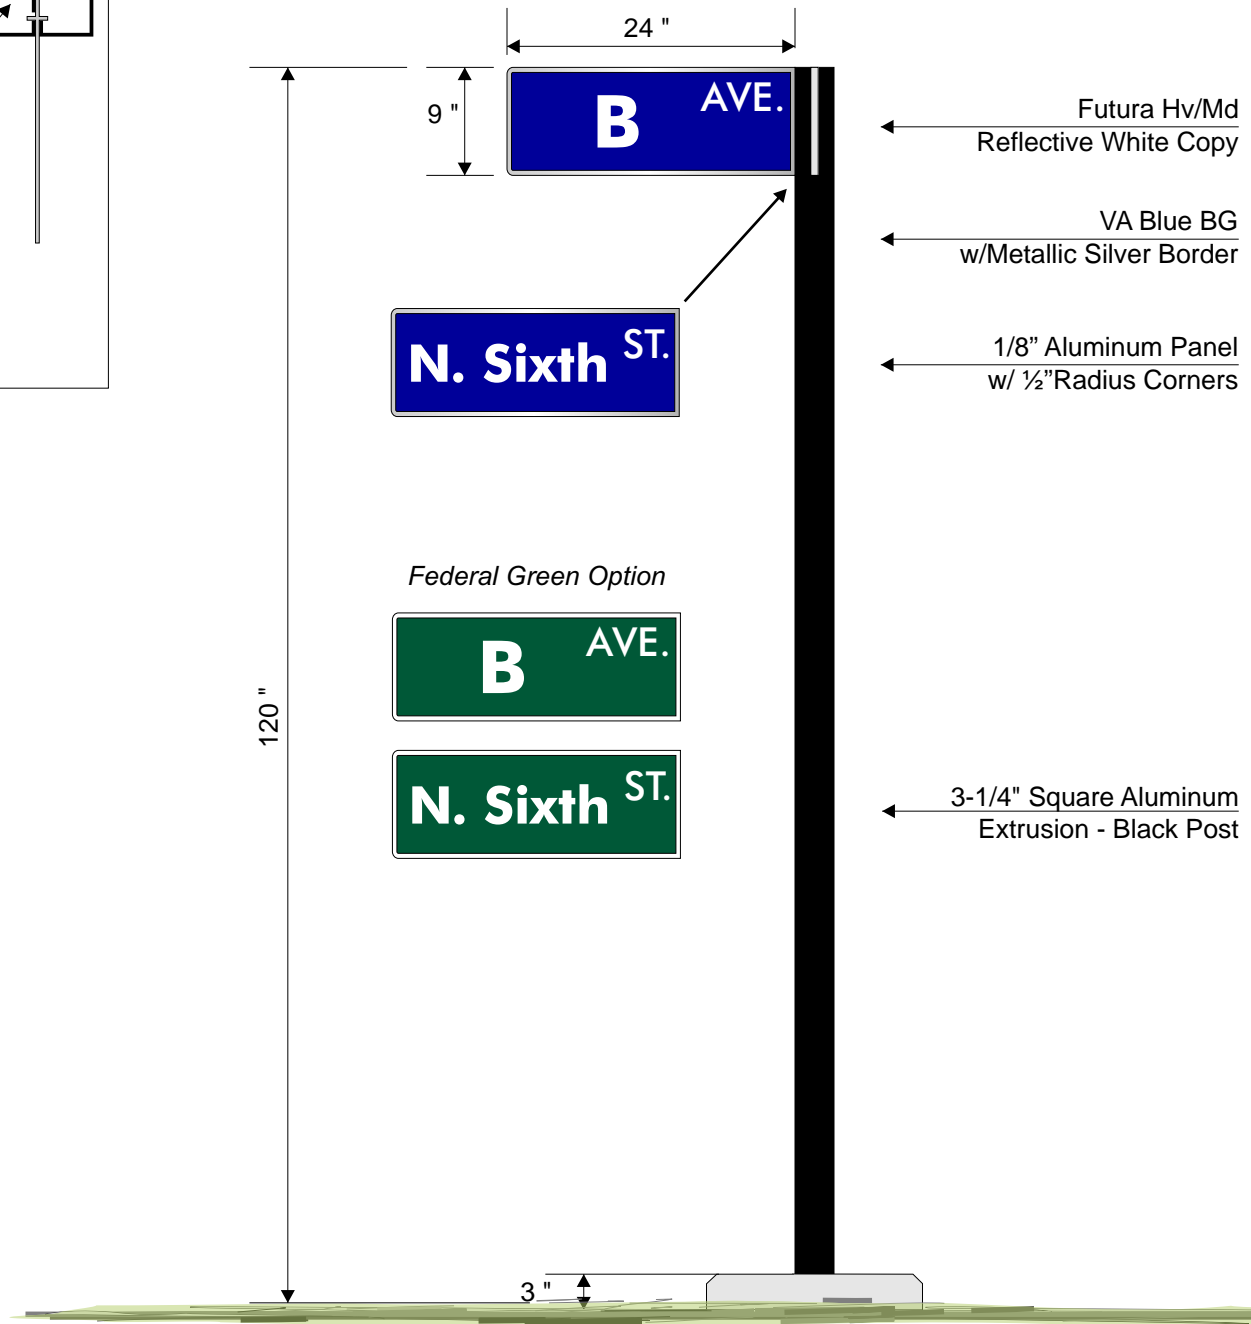 24 "
9 "
B AVE.
Futura Hv/Md
Reflective White Copy
VA Blue BG
w/Metallic Silver Border
N. Sixth ST.
1/8” Aluminum Panel
w/ ½”Radius Corners
Federal Green Option
B AVE.
120 "
N. Sixth ST.
3-1/4" Square Aluminum
Extrusion - Black Post
3 "